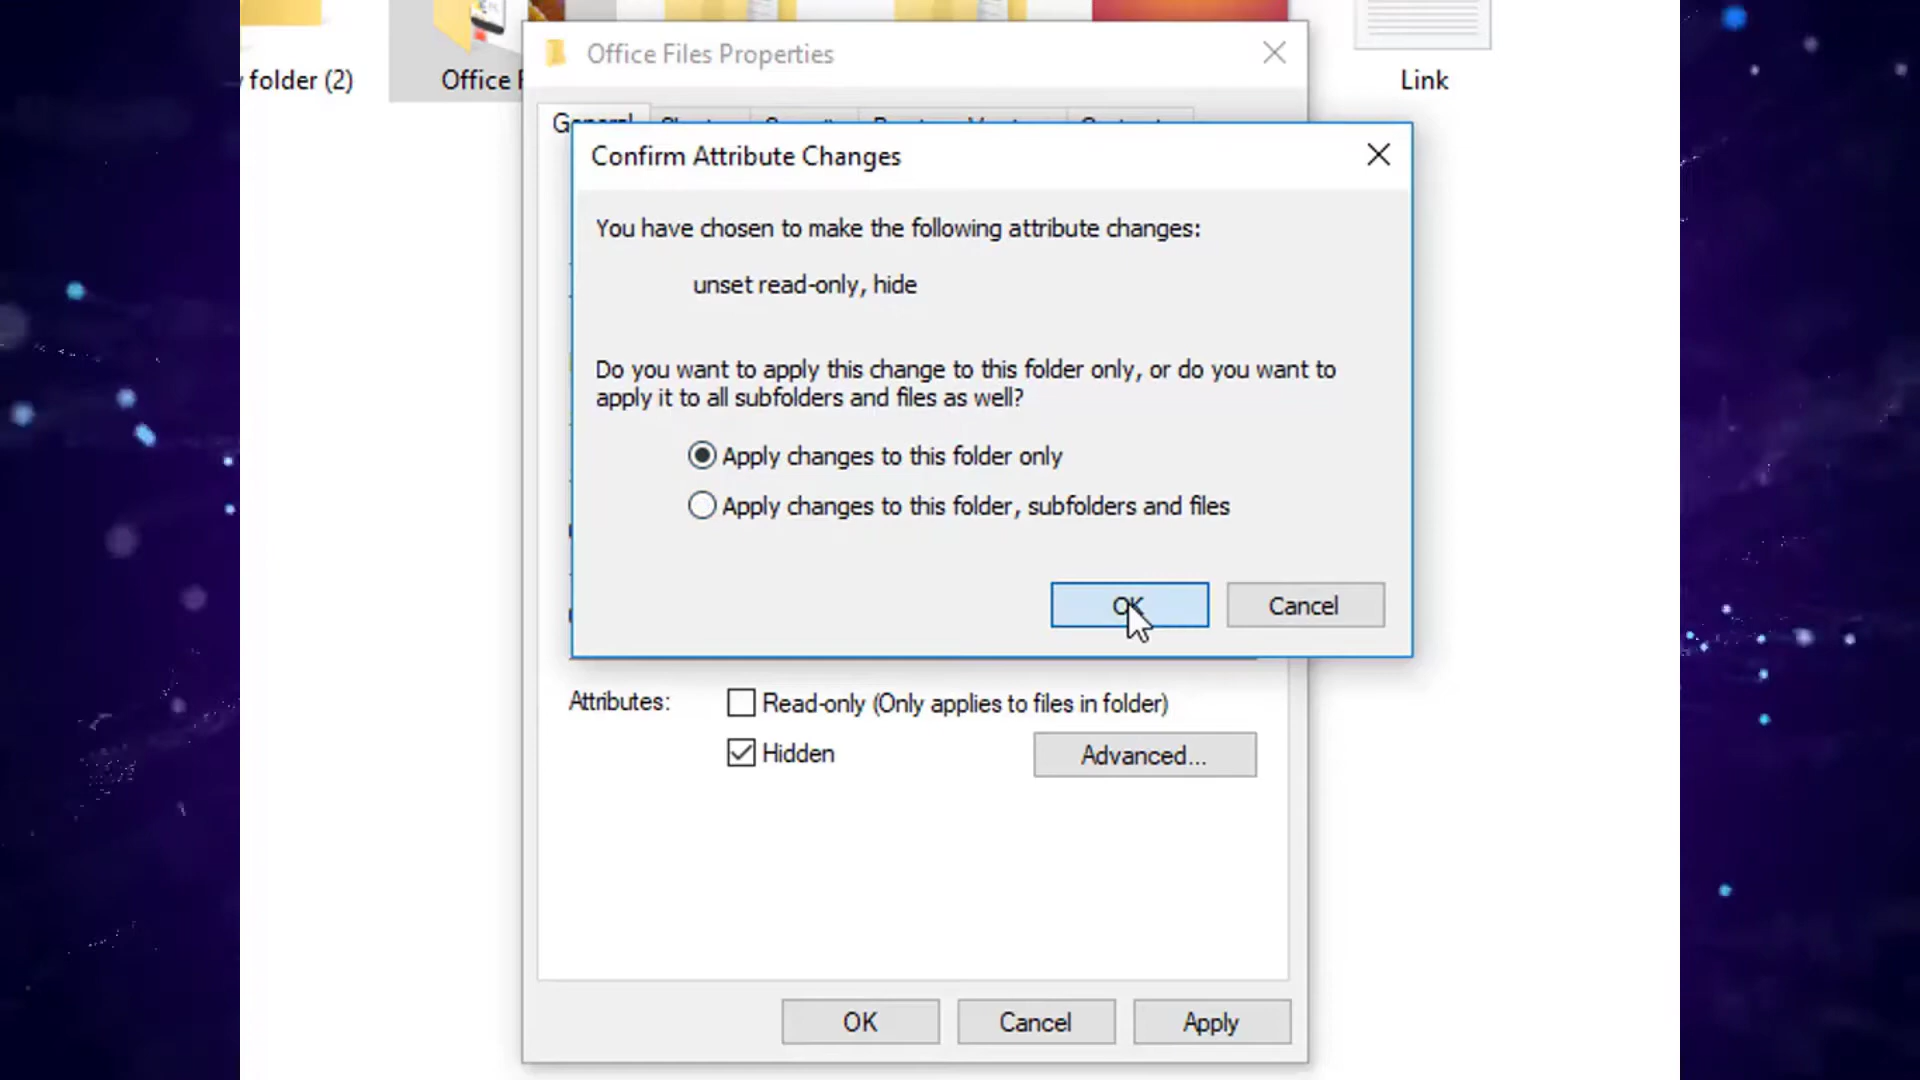 folder (2)
Office
Link
Office Files Properties
General
Confirm Attribute Changes
You have chosen to make the following attribute changes:
unset read-only, hide
Do you want to apply this change to this folder only, or do you want to
apply it to all subfolders and files as well?
Apply changes to this folder only
Apply changes to this folder, subfolders and files
OK
Cancel
Attributes:
Read-only (Only applies to files in folder)
Hidden
Advanced...
OK
Cancel
Apply